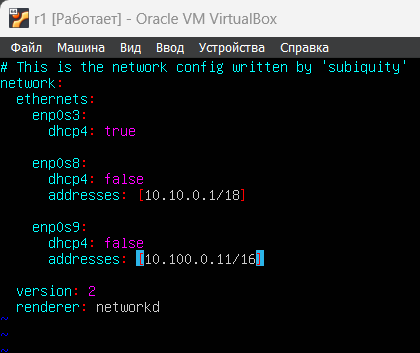 r1 [Работает] - Oracle VM VirtualBox
Файл Машина Вид Ввод Устройства Справка
# This is the network config written by 'subiquity'
network:
  ethernets:
    enp0s3:
      dhcp4: true
    enp0s8:
      dhcp4: false
      addresses: [10.10.0.1/18]
    enp0s9:
      dhcp4: false
      addresses: [10.100.0.11/16]
  version: 2
  renderer: networkd
~
~
~